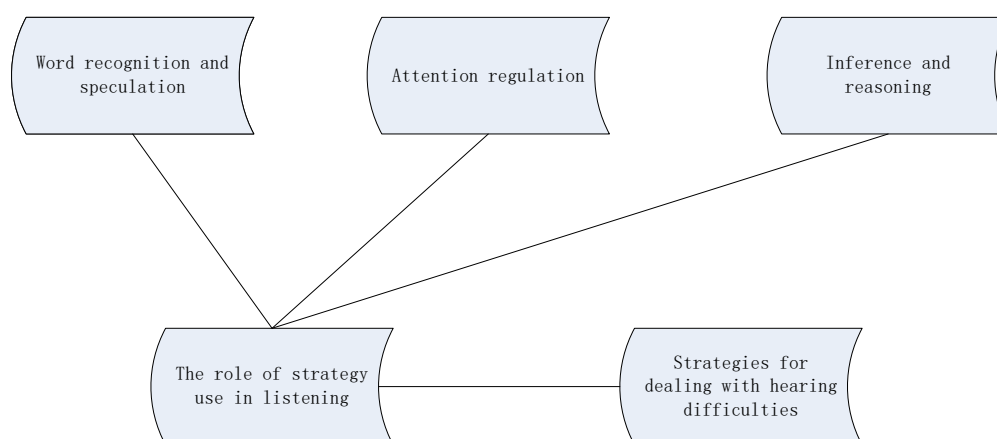 Word recognition and
speculation
Attention regulation
Inference and
reasoning
The role of strategy
use in listening
Strategies for
dealing with hearing
difficulties